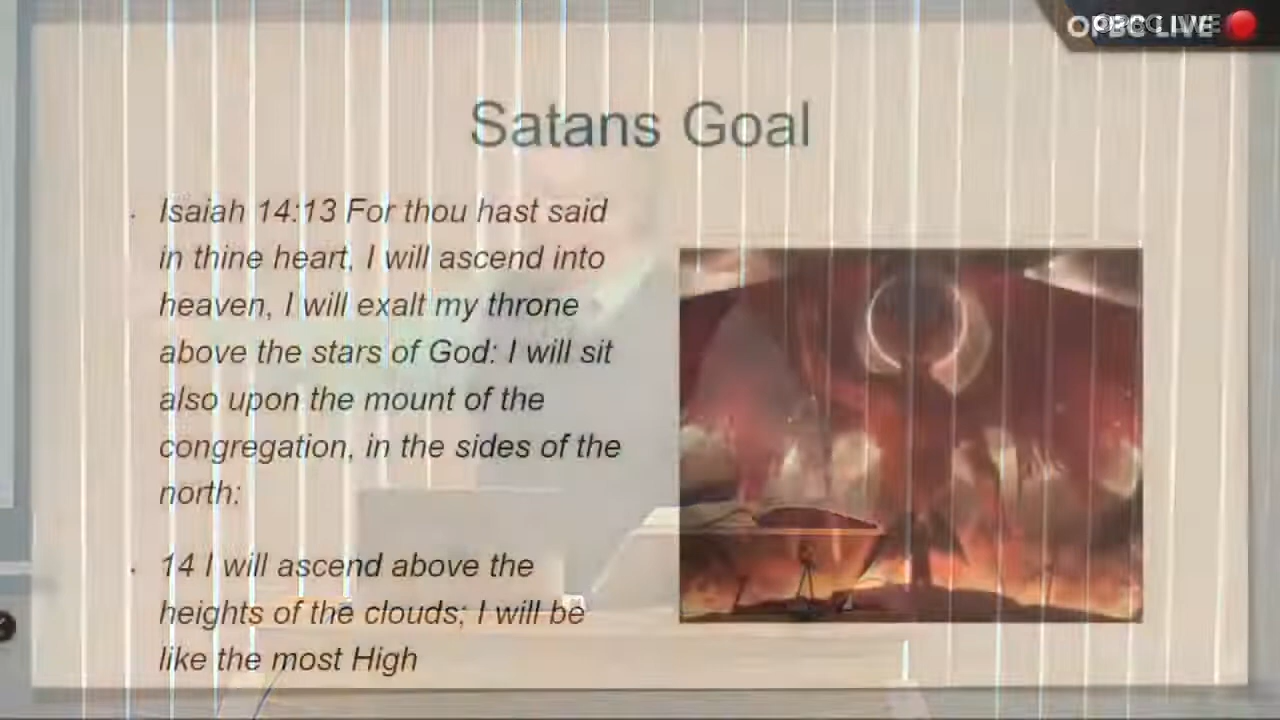 OPBC LIVE
Satans Goal
Isaiah 14:13 For thou hast said
in thine heart, I will ascend into
heaven, I will exalt my throne
above the stars of God: I will sit
also upon the mount of the
congregation, in the sides of the
north:
14 I will ascend above the
heights of the clouds; I will be
like the most High